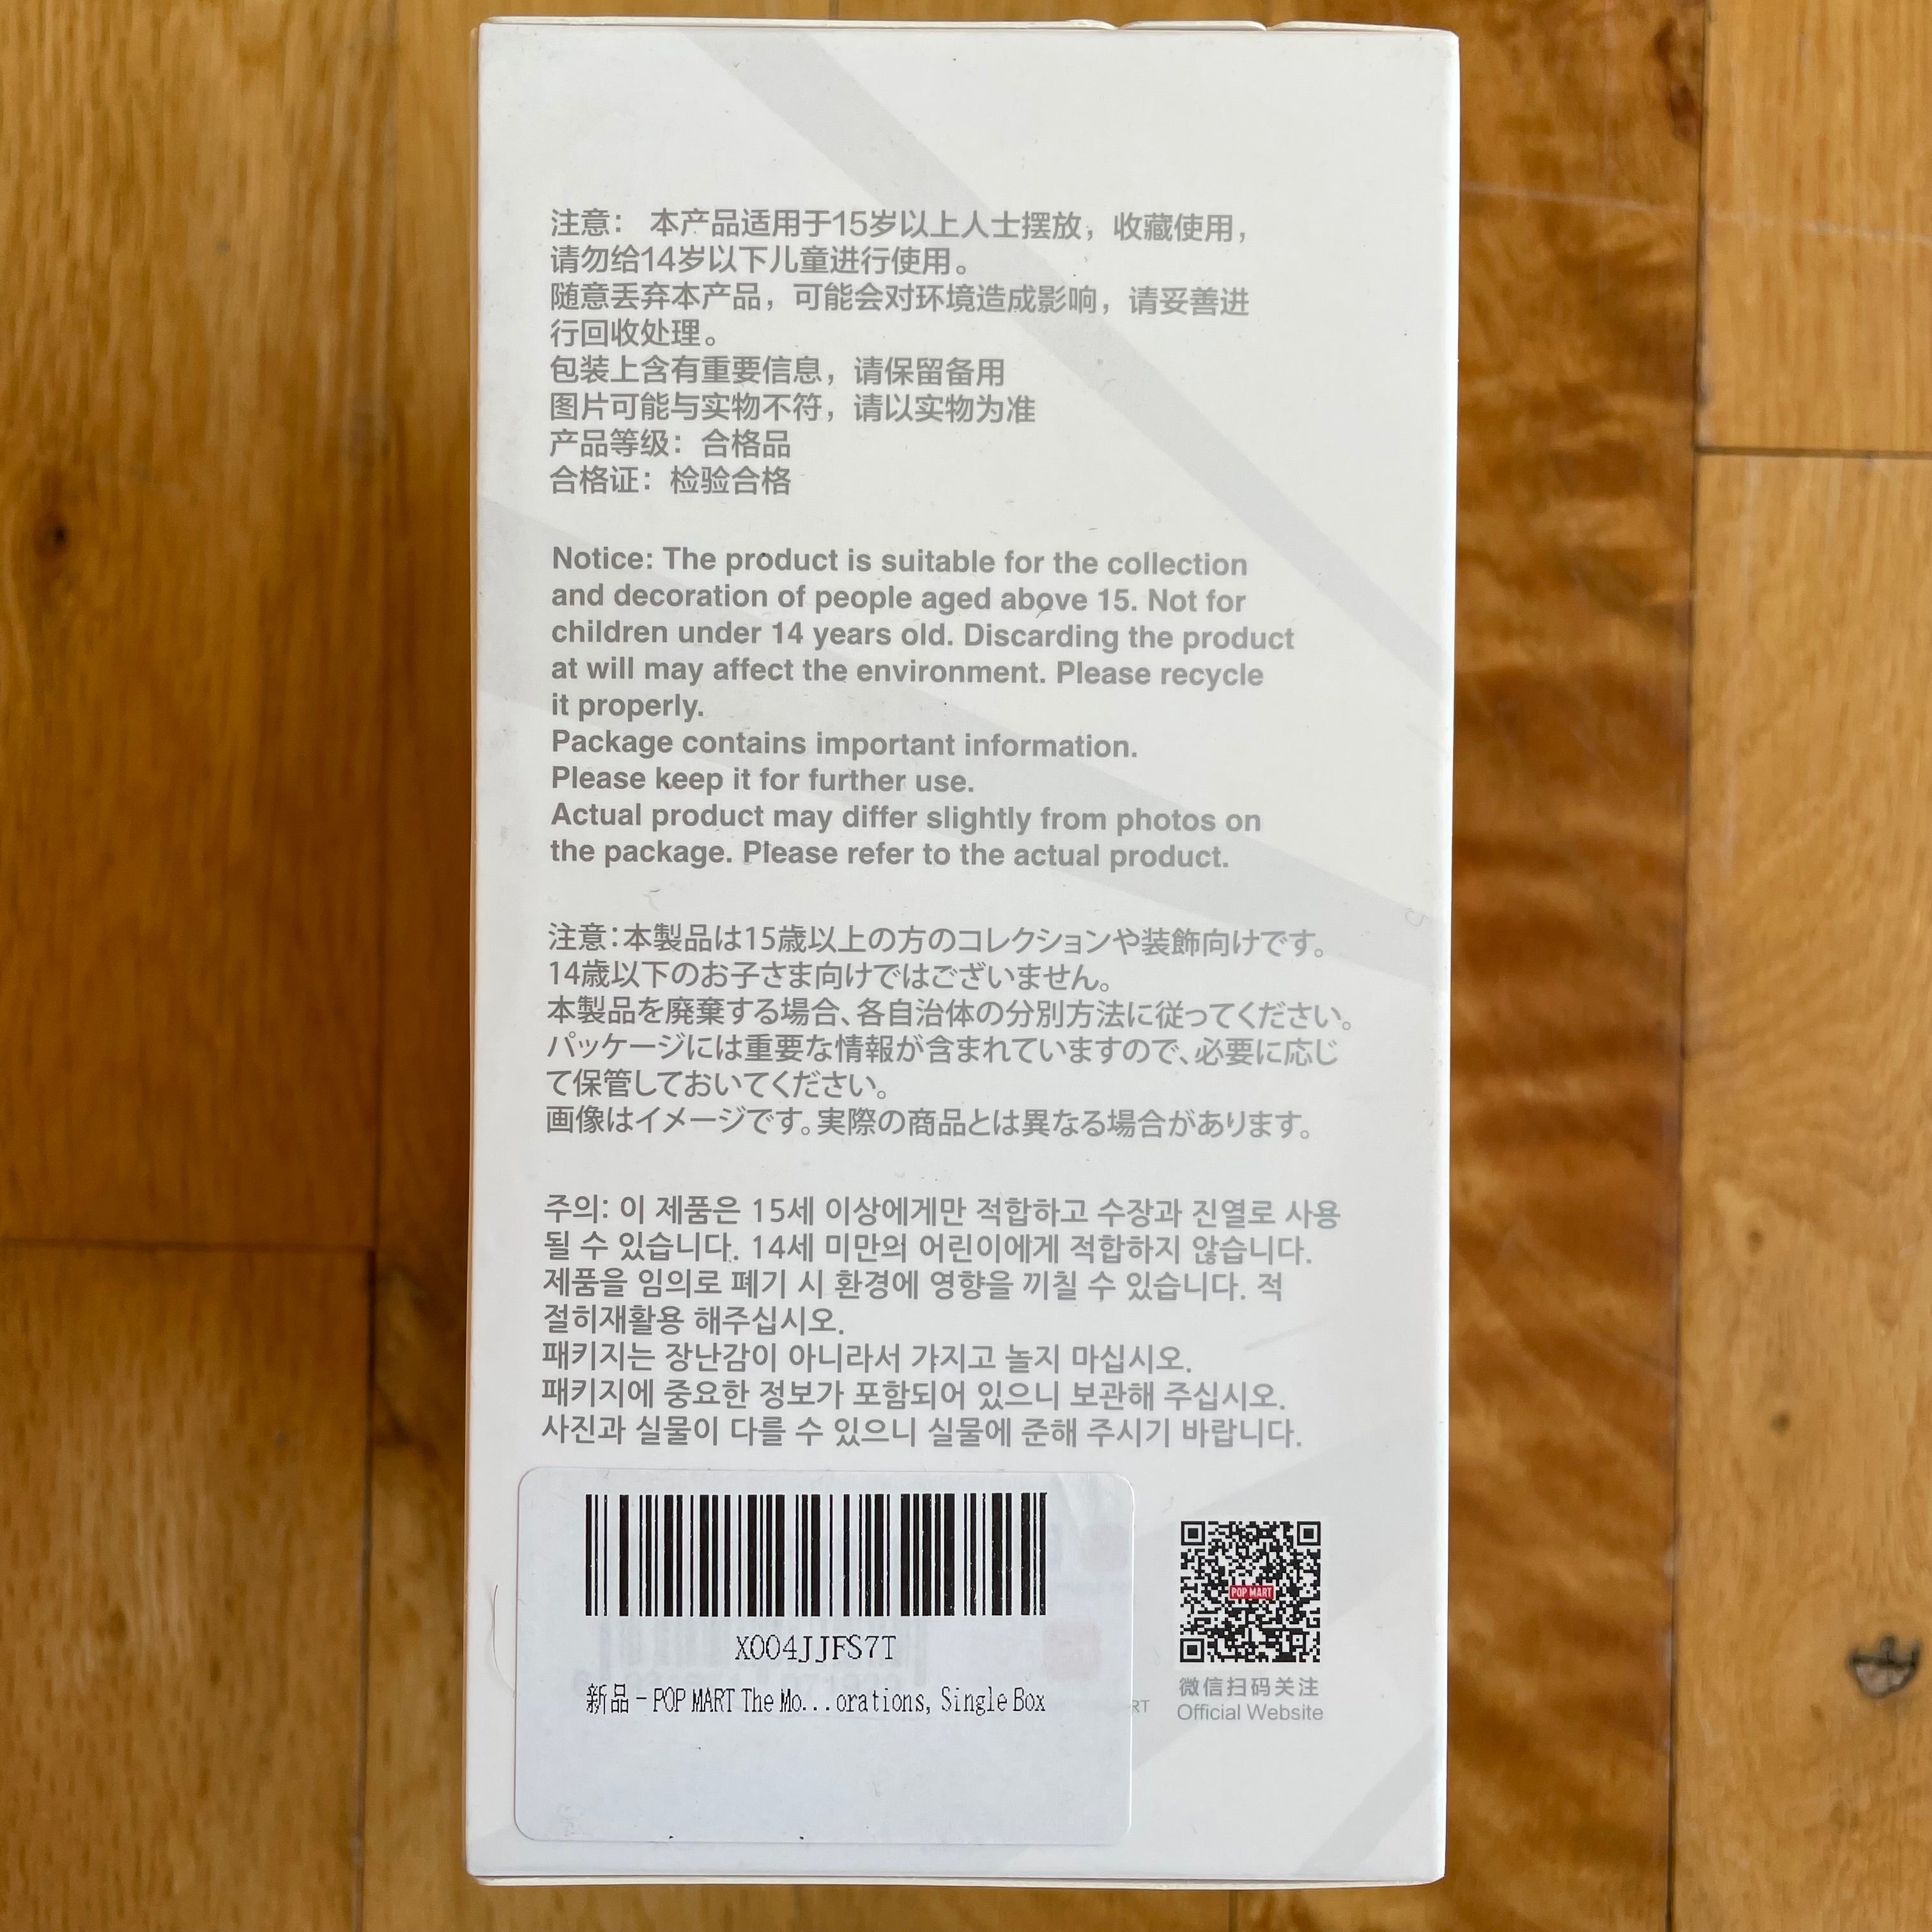 注意： 本产品适用于15岁以上人士摆放，收藏使用，
请勿给14岁以下儿童进行使用。
随意丢弃本产品，可能会对环境造成影响，请妥善进
行回收处理。
包装上含有重要信息，请保留备用
图片可能与实物不符，请以实物为准
产品等级：合格品
合格证：检验合格
Notice: The product is suitable for the collection
and decoration of people aged above 15. Not for
children under 14 years old. Discarding the product
at will may affect the environment. Please recycle
it properly.
Package contains important information.
Please keep it for further use.
Actual product may differ slightly from photos on
the package. Please refer to the actual product.
注意：本製品は15歳以上の方のコレクションや装飾向けです。
14歳以下のお子さま向けではございません。
本製品を廃棄する場合、各自治体の分別方法に従ってください。
パッケージには重要な情報が含まれていますので、必要に応じ
て保管しておいてください。
画像はイメージです。実際の商品とは異なる場合があります。
주의: 이 제품은 15세 이상에게만 적합하고 수장과 진열로 사용
될 수 있습니다. 14세 미만의 어린이에게 적합하지 않습니다.
제품을 임의로 폐기 시 환경에 영향을 끼칠 수 있습니다. 적
절히재활용 해주십시오.
패키지는 장난감이 아니라서 가지고 놀지 마십시오.
패키지에 중요한 정보가 포함되어 있으니 보관해 주십시오.
사진과 실물이 다를 수 있으니 실물에 준해 주시기 바랍니다.
X004JJFS7T
新品 - POP MART The Mo...orations, Single Box
RT
POP MART
微信扫码关注
Official Website